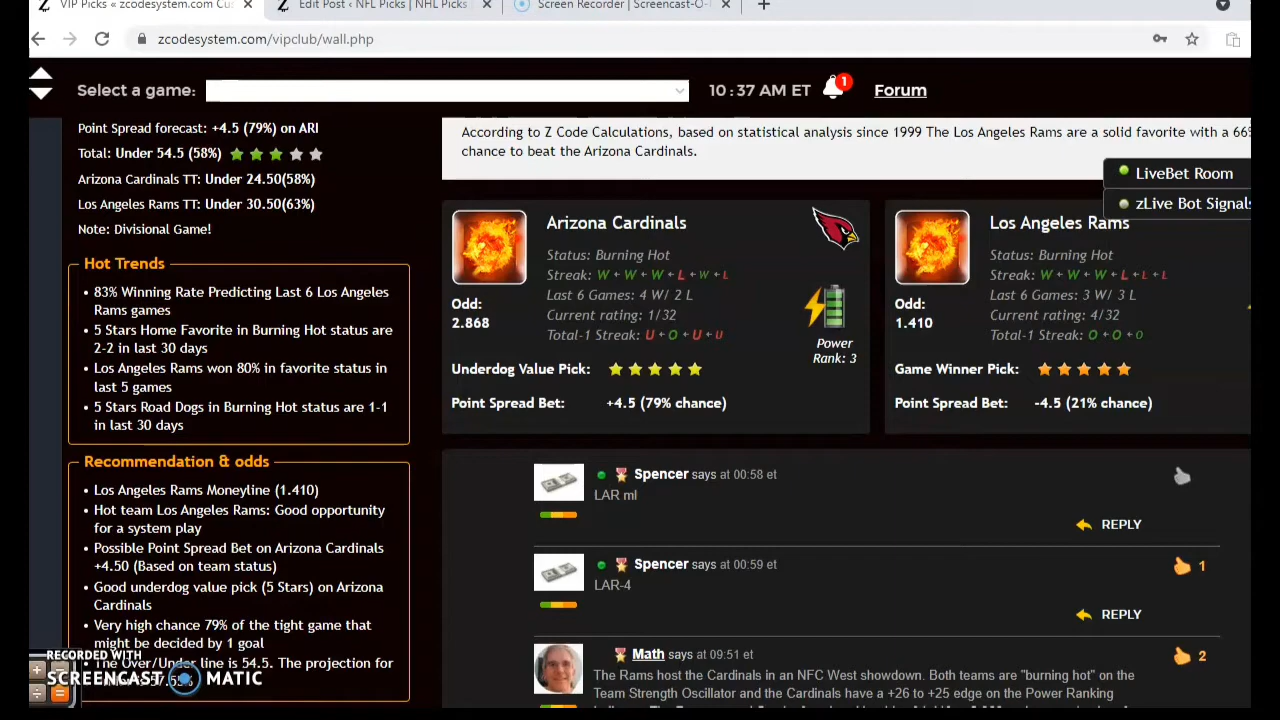 VIP Picks « zcodesystem.com Cu
Edit Post ‹ NFL Picks | NHL Picks
Screen Recorder | Screencast-O-
zcodesystem.com/vipclub/wall.php
Select a game:
10:37 AM ET
1
Forum
Point Spread forecast: +4.5 (79%) on ARI
Total: Under 54.5 (58%)
Arizona Cardinals TT: Under 24.50(58%)
Los Angeles Rams TT: Under 30.50(63%)
Note: Divisional Game!
Hot Trends
• 83% Winning Rate Predicting Last 6 Los Angeles
Rams games
• 5 Stars Home Favorite in Burning Hot status are
2-2 in last 30 days
• Los Angeles Rams won 80% in favorite status in
last 5 games
• 5 Stars Road Dogs in Burning Hot status are 1-1
in last 30 days
Recommendation & odds
• Los Angeles Rams Moneyline (1.410)
• Hot team Los Angeles Rams: Good opportunity
for a system play
• Possible Point Spread Bet on Arizona Cardinals
+4.50 (Based on team status)
• Good underdog value pick (5 Stars) on Arizona
Cardinals
• Very high chance 79% of the tight game that
might be decided by 1 goal
The Over/Under line is 54.5. The projection for
RECORDED WITH
SCREENCAST MATIC
According to Z Code Calculations, based on statistical analysis since 1999 The Los Angeles Rams are a solid favorite with a 66%
chance to beat the Arizona Cardinals.
LiveBet Room
zLive Bot Signals
Arizona Cardinals
Status: Burning Hot
Streak: W + W + W + L + W + L
Last 6 Games: 4 W/ 2 L
Current rating: 1/32
Total-1 Streak: U + O + U + U
Odd:
2.868
Power
Rank: 3
Underdog Value Pick:
Point Spread Bet: +4.5 (79% chance)
Los Angeles Rams
Status: Burning Hot
Streak: W + W + W + L + L + L
Last 6 Games: 3 W/ 3 L
Current rating: 4/32
Total-1 Streak: O + O + O
Odd:
1.410
Game Winner Pick:
Point Spread Bet: -4.5 (21% chance)
Spencer says at 00:58 et
LAR ml
REPLY
Spencer says at 00:59 et
1
LAR-4
REPLY
Math says at 09:51 et
2
The Rams host the Cardinals in an NFC West showdown. Both teams are "burning hot" on the
Team Strength Oscillator and the Cardinals have a +26 to +25 edge on the Power Ranking